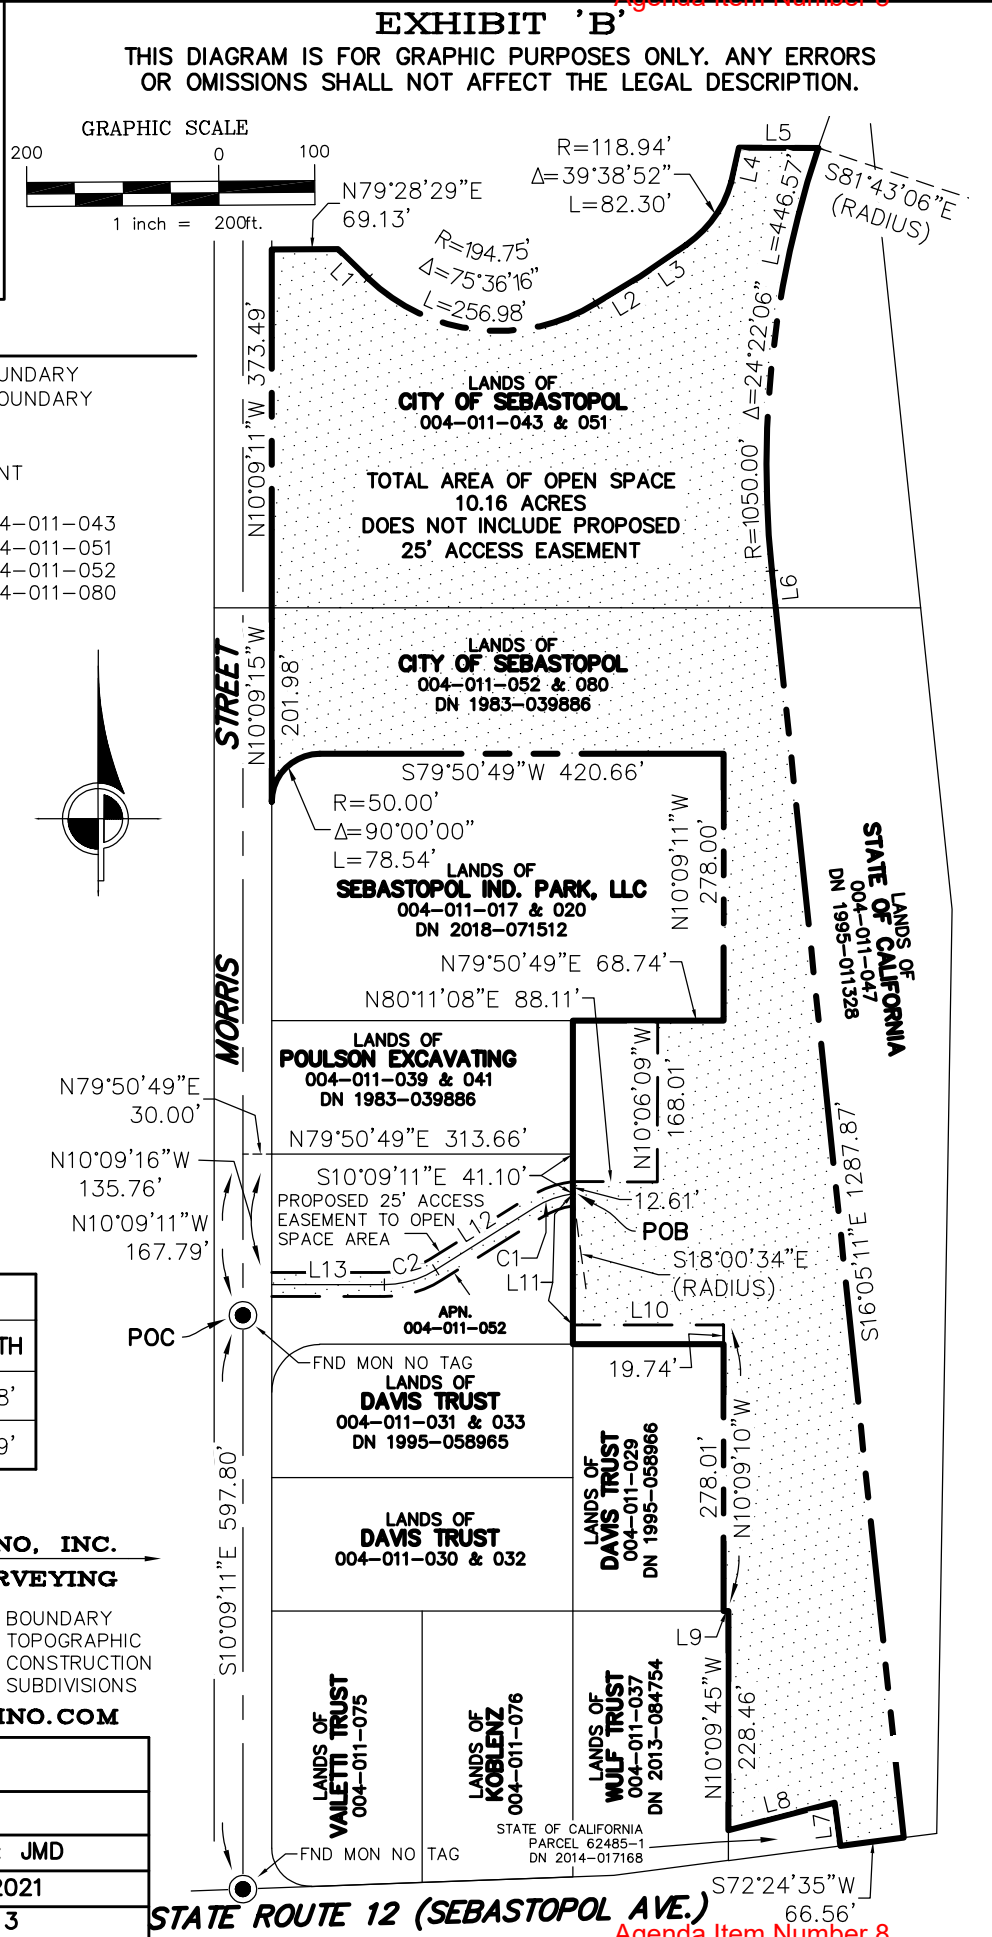 Agenda Item Number 8
EXHIBIT 'B'
THIS DIAGRAM IS FOR GRAPHIC PURPOSES ONLY. ANY ERRORS
OR OMISSIONS SHALL NOT AFFECT THE LEGAL DESCRIPTION.
GRAPHIC SCALE
200 0 100
1 inch = 200ft.
N79°28'29"E
69.13'
R=118.94'
Δ=39°38'52"
L=82.30'
L5
L4
S81°43'06"E
(RADIUS)
R=194.75'
Δ=75°36'16"
L=256.98'
L1
L2
L3
R=1050.00' Δ=24°22'06" L=446.57'
N10°09'11"W 373.49'
LANDS OF
CITY OF SEBASTOPOL
004-011-043 & 051
TOTAL AREA OF OPEN SPACE
10.16 ACRES
DOES NOT INCLUDE PROPOSED
25' ACCESS EASEMENT
L6
UNDARY
OUNDARY
NT
4-011-043
4-011-051
4-011-052
4-011-080
LANDS OF
CITY OF SEBASTOPOL
004-011-052 & 080
DN 1983-039886
N10°09'15"W
201.98'
MORRIS STREET
S79°50'49"W 420.66'
R=50.00'
Δ=90°00'00"
L=78.54'
N10°09'11"W
278.00'
LANDS OF
SEBASTOPOL IND. PARK, LLC
004-011-017 & 020
DN 2018-071512
LANDS OF
STATE OF CALIFORNIA
004-011-047
DN 1995-011328
N79°50'49"E 68.74'
N80°11'08"E 88.11'
LANDS OF
POULSON EXCAVATING
004-011-039 & 041
DN 1983-039886
N10°06'09"W
168.01'
N79°50'49"E
30.00'
N79°50'49"E 313.66'
N10°09'16"W
135.76'
S10°09'11"E 41.10'
PROPOSED 25' ACCESS
EASEMENT TO OPEN
SPACE AREA
L12
12.61'
POB
N10°09'11"W
167.79'
S18°00'34"E
(RADIUS)
L13
C2
C1
L11
L10
S16°05'11"E 1287.87'
APN.
004-011-052
POC
FND MON NO TAG
19.74'
TH
8'
9'
LANDS OF
DAVIS TRUST
004-011-031 & 033
DN 1995-058965
LANDS OF
DAVIS TRUST
004-011-029
DN 1995-058966
278.01'
N10°09'10"W
S10°09'11"E 597.80'
LANDS OF
DAVIS TRUST
004-011-030 & 032
NO, INC.
RVEYING
BOUNDARY
TOPOGRAPHIC
CONSTRUCTION
SUBDIVISIONS
INO.COM
L9
LANDS OF
VAILETTI TRUST
004-011-075
LANDS OF
KOBLENZ
004-011-076
LANDS OF
WULF TRUST
004-011-037
DN 2013-084754
N10°09'45"W
228.46'
L8
L7
STATE OF CALIFORNIA
PARCEL 62485-1
DN 2014-017168
JMD
2021
3
FND MON NO TAG
S72°24'35"W
66.56'
STATE ROUTE 12 (SEBASTOPOL AVE.)
Agenda Item Number 8